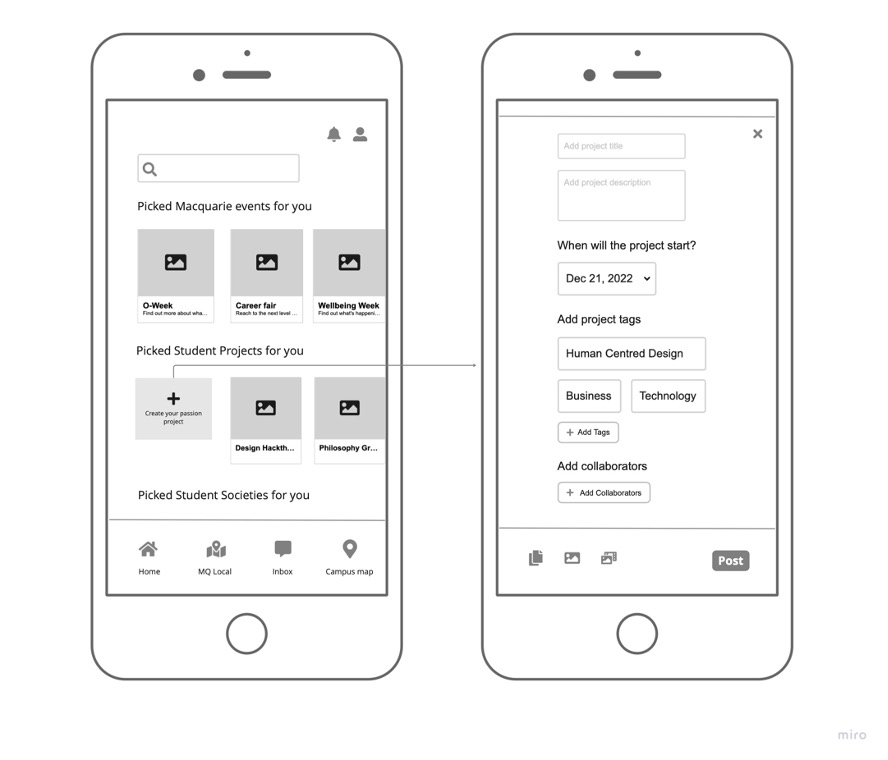 Picked Macquarie events for you
O-Week
Find out more about wha...
Career fair
Reach to the next level ...
Wellbeing Week
Find out what's happeni...
Picked Student Projects for you
Create your passion
project
Design Hackth...
Philosophy Gr...
Picked Student Societies for you
Home
MQ Local
Inbox
Campus map
Add project title
Add project description
When will the project start?
Dec 21, 2022
Add project tags
Human Centred Design
Business
Technology
+ Add Tags
Add collaborators
+ Add Collaborators
Post
miro